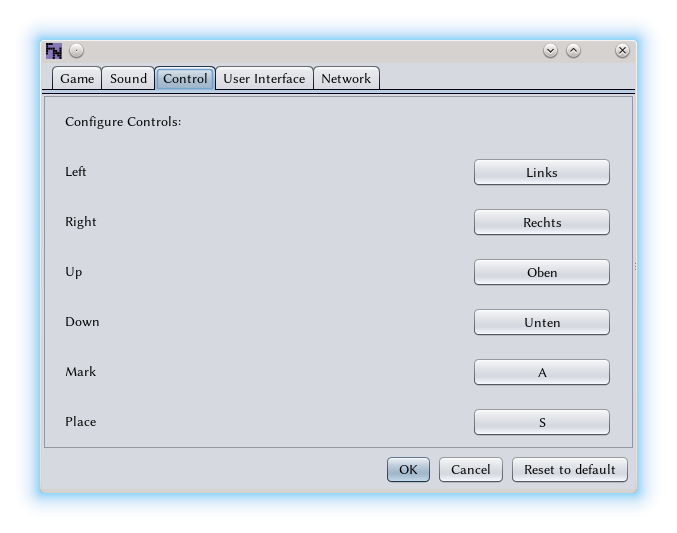 FN
Game Sound Control User Interface Network
Configure Controls:
Left Links
Right Rechts
Up Oben
Down Unten
Mark A
Place S
OK Cancel Reset to default